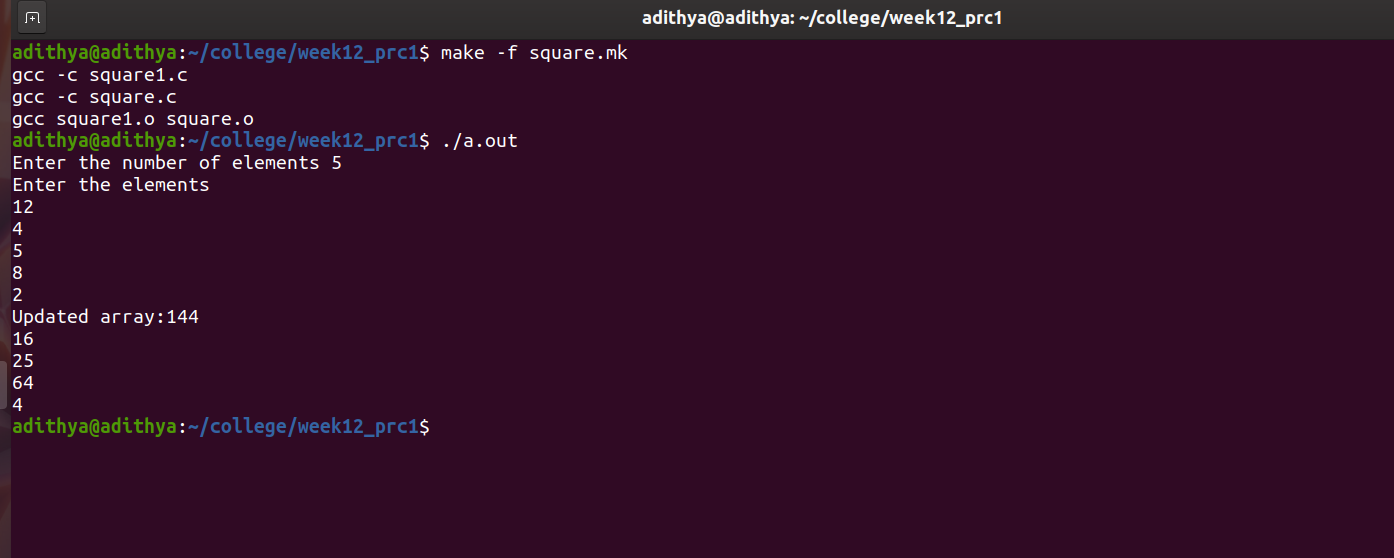 adithya@adithya: ~/college/week12_prc1
adithya@adithya:~/college/week12_prc1$ make -f square.mk
gcc -c square1.c
gcc -c square.c
gcc square1.o square.o
adithya@adithya:~/college/week12_prc1$ ./a.out
Enter the number of elements 5
Enter the elements
12
4
5
8
2
Updated array:144
16
25
64
4
adithya@adithya:~/college/week12_prc1$